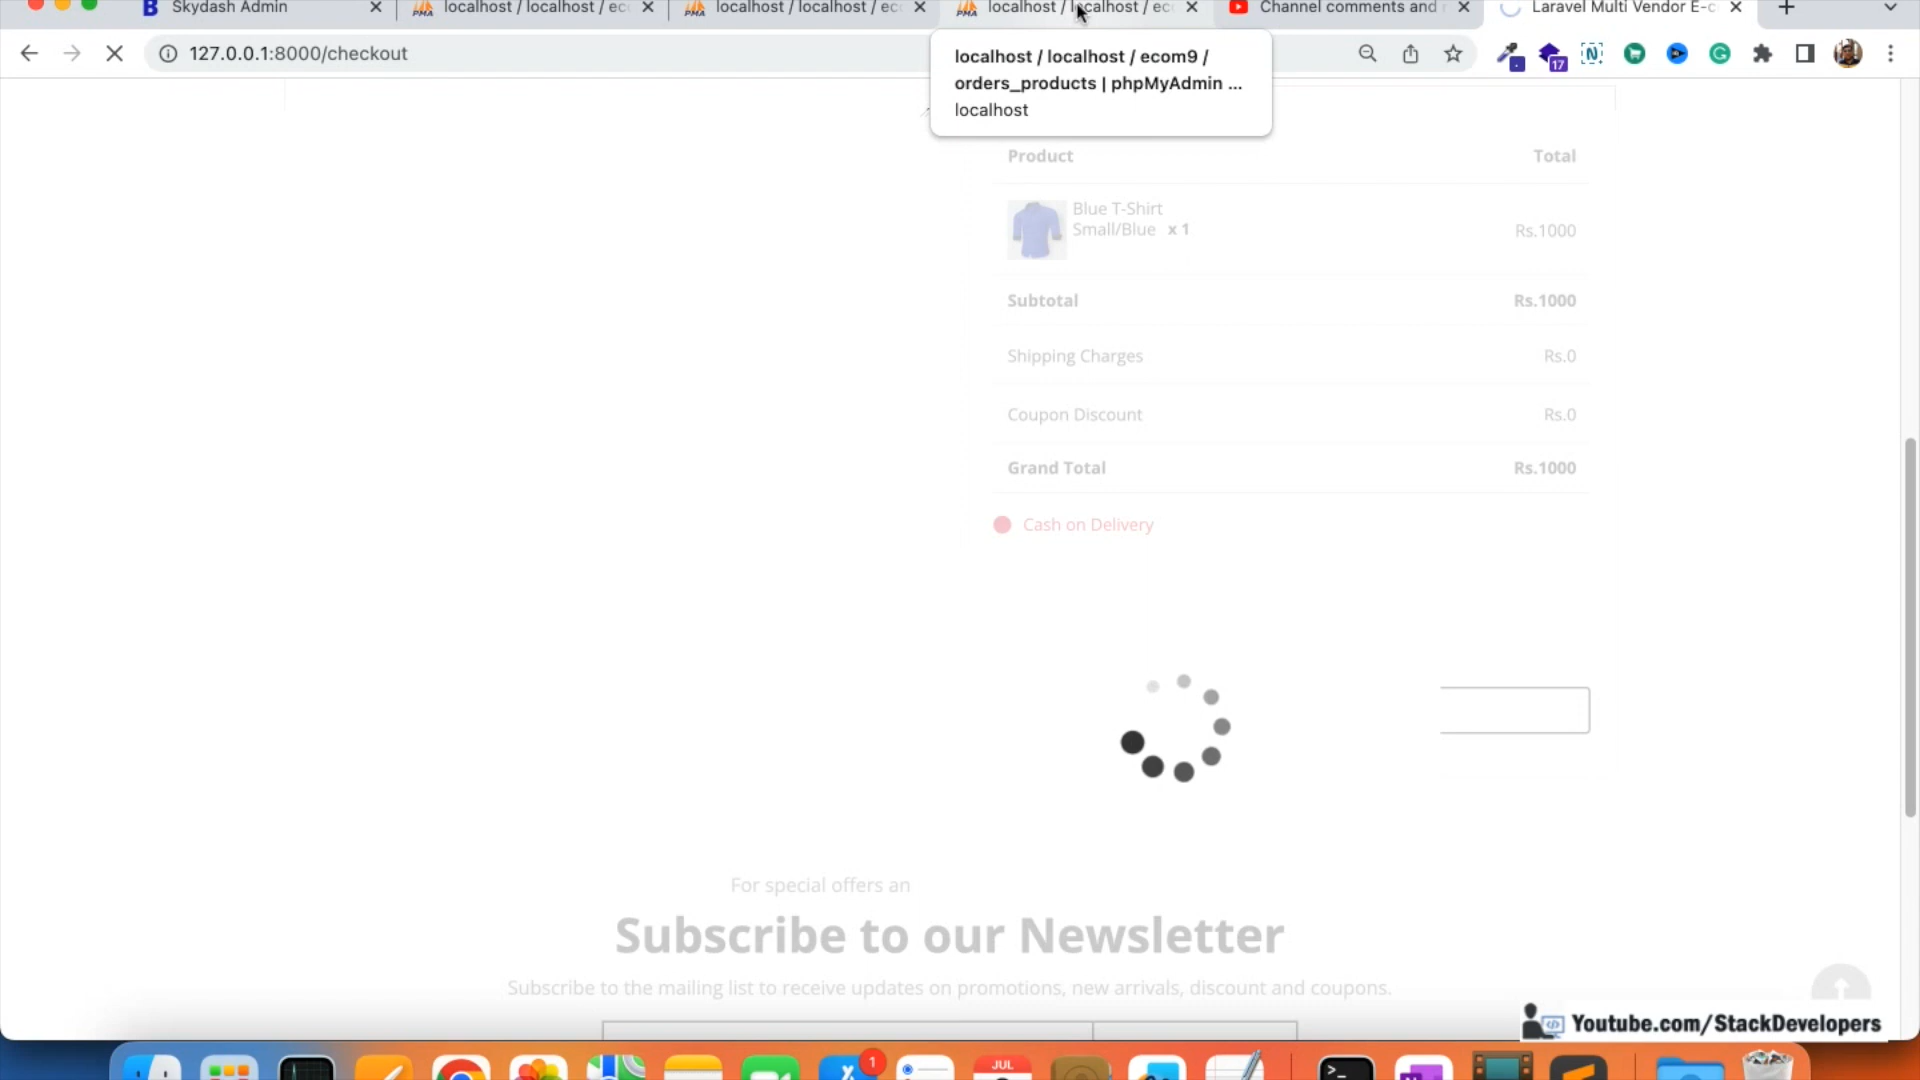 Skydash Admin
localhost / localhost / ec
localhost / localhost / ec
localhost / localhost / ec
Channel comments and
Laravel Multi Vendor E-c
127.0.0.1:8000/checkout
17
localhost / localhost / ecom9 /
orders_products | phpMyAdmin ...
localhost
Product Total
Blue T-Shirt
Small/Blue x 1
Rs.1000
Subtotal Rs.1000
Shipping Charges Rs.0
Coupon Discount Rs.0
Grand Total Rs.1000
Cash on Delivery
For special offers an
Subscribe to our Newsletter
Subscribe to the mailing list to receive updates on promotions, new arrivals, discount and coupons.
Youtube.com/StackDevelopers
1
JUL